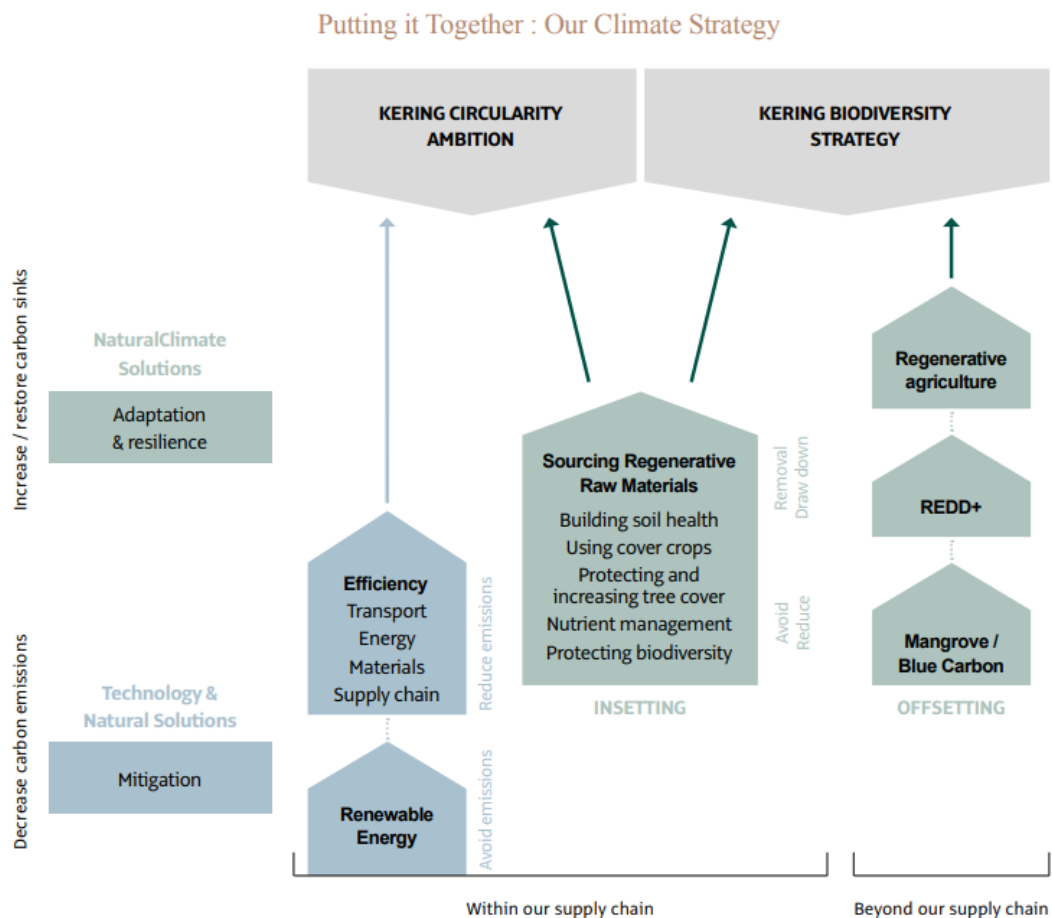 Putting it Together : Our Climate Strategy
KERING CIRCULARITY
AMBITION
KERING BIODIVERSITY
STRATEGY
Increase / restore carbon sinks
NaturalClimate
Solutions
Adaptation
& resilience
Decrease carbon emissions
Technology &
Natural Solutions
Mitigation
Efficiency
Transport
Energy
Materials
Supply chain
Reduce emissions
Renewable
Energy
Avoid emissions
Sourcing Regenerative
Raw Materials
Building soil health
Using cover crops
Protecting and
increasing tree cover
Nutrient management
Protecting biodiversity
Removal
Draw down
Avoid
Reduce
INSETTING
Regenerative
agriculture
REDD+
Mangrove /
Blue Carbon
OFFSETTING
Within our supply chain
Beyond our supply chain